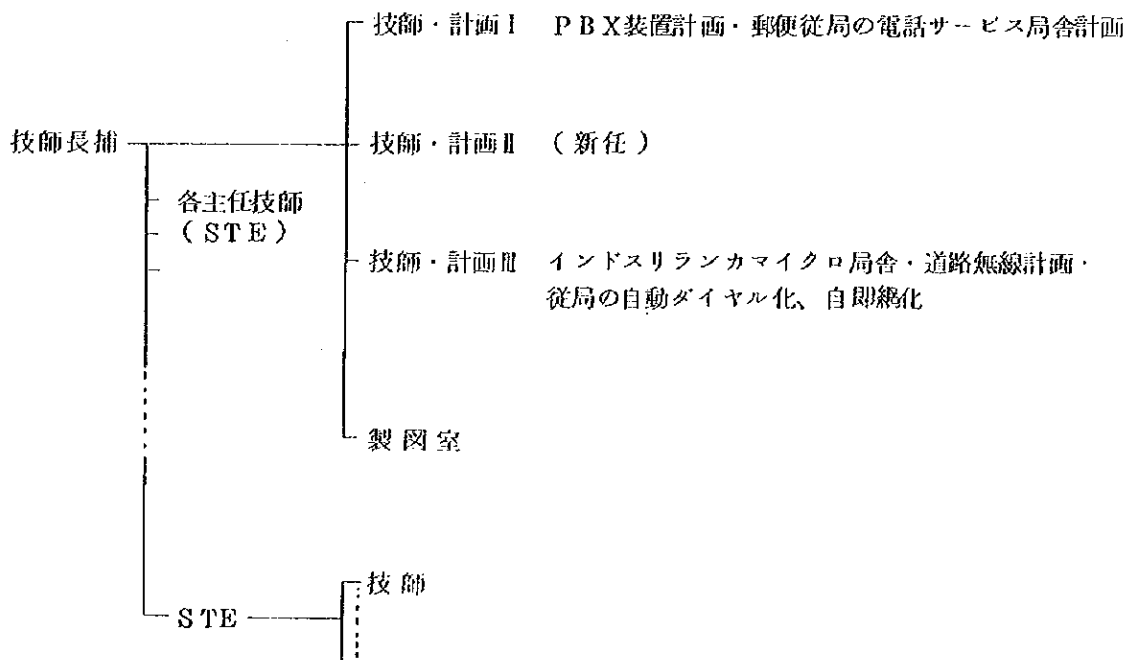 技師・計画Ⅰ ＰＢＸ装置計画・郵便従局の電話サービス局舎計画
技師長捕
技師・計画Ⅱ （新任）
各主任技師
（ＳＴＥ）
技師・計画Ⅲ インドスリランカマイクロ局舎・道路無線計画・
従局の自動ダイヤル化、自即網化
製図室
技師
ＳＴＥ